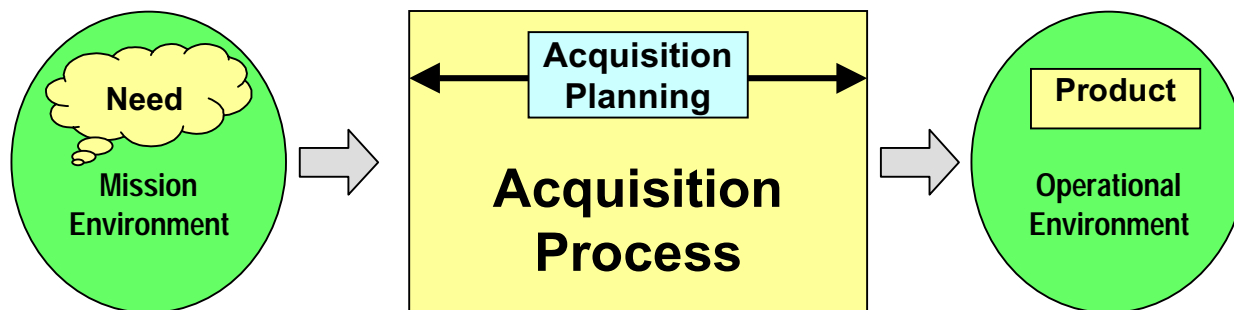 Need
Mission
Environment
Acquisition
Planning
Acquisition
Process
Product
Operational
Environment